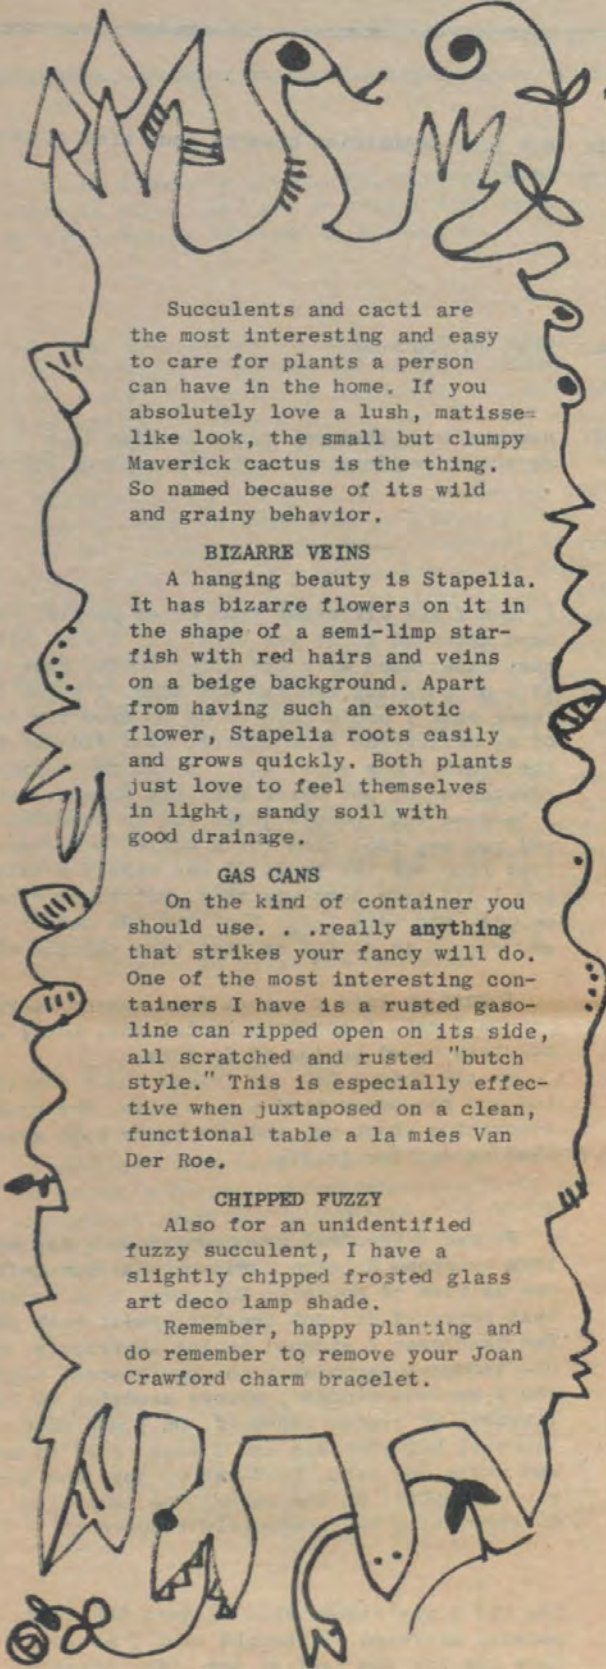 Succulents and cacti are
the most interesting and easy
to care for plants a person
can have in the home. If you
absolutely love a lush, matisse=
like look, the small but clumpy
Maverick cactus is the thing.
So named because of its wild
and grainy behavior.
BIZARRE VEINS
A hanging beauty is Stapelia.
It has bizarre flowers on it in
the shape of a semi-limp star-
fish with red hairs and veins
on a beige background. Apart
from having such an exotic
flower, Stapelia roots easily
and grows quickly. Both plants
just love to feel themselves
in light, sandy soil with
good drainage.
GAS CANS
On the kind of container you
should use. . .really anything
that strikes your fancy will do.
One of the most interesting con-
tainers I have is a rusted gaso-
line can ripped open on its side,
all scratched and rusted "butch
style." This is especially effec-
tive when juxtaposed on a clean,
functional table a la mies Van
Der Roe.
CHIPPED FUZZY
Also for an unidentified
fuzzy succulent, I have a
slightly chipped frosted glass
art deco lamp shade.
Remember, happy planting and
do remember to remove your Joan
Crawford charm bracelet.